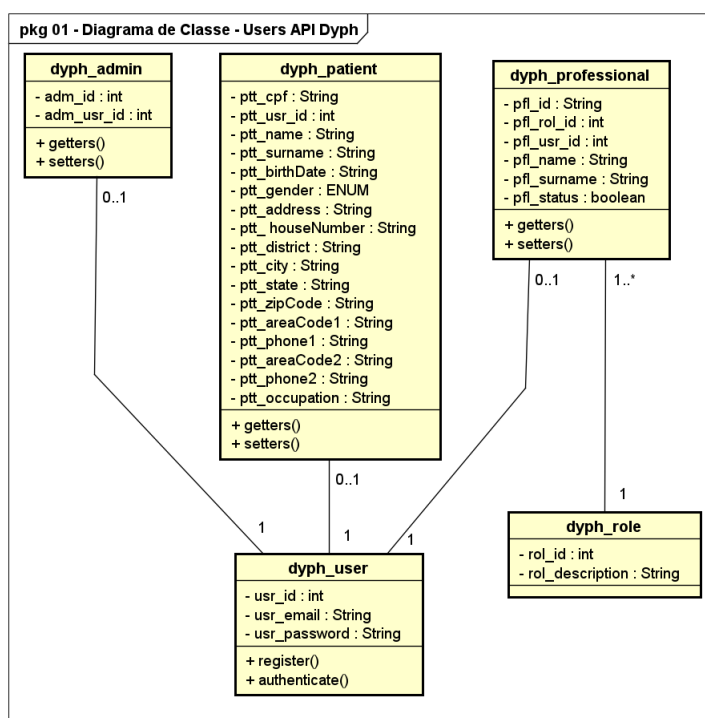 pkg 01 - Diagrama de Classe - Users API Dyph
dyph_admin
- adm_id : int
- adm_usr_id : int
+ getters()
+ setters()
0..1
dyph_patient
- ptt_cpf : String
- ptt_usr_id : int
- ptt_name : String
- ptt_surname : String
- ptt_birthDate : String
- ptt_gender : ENUM
- ptt_address : String
- ptt_ houseNumber : String
- ptt_district : String
- ptt_city : String
- ptt_state : String
- ptt_zipCode : String
- ptt_areaCode1 : String
- ptt_phone1 : String
- ptt_areaCode2 : String
- ptt_phone2 : String
- ptt_occupation : String
+ getters()
+ setters()
0..1
dyph_professional
- pfl_id : String
- pfl_rol_id : int
- pfl_usr_id : int
- pfl_name : String
- pfl_surname : String
- pfl_status : boolean
+ getters()
+ setters()
0..1
1..*
1
1
1
1
dyph_user
- usr_id : int
- usr_email : String
- usr_password : String
+ register()
+ authenticate()
dyph_role
- rol_id : int
- rol_description : String